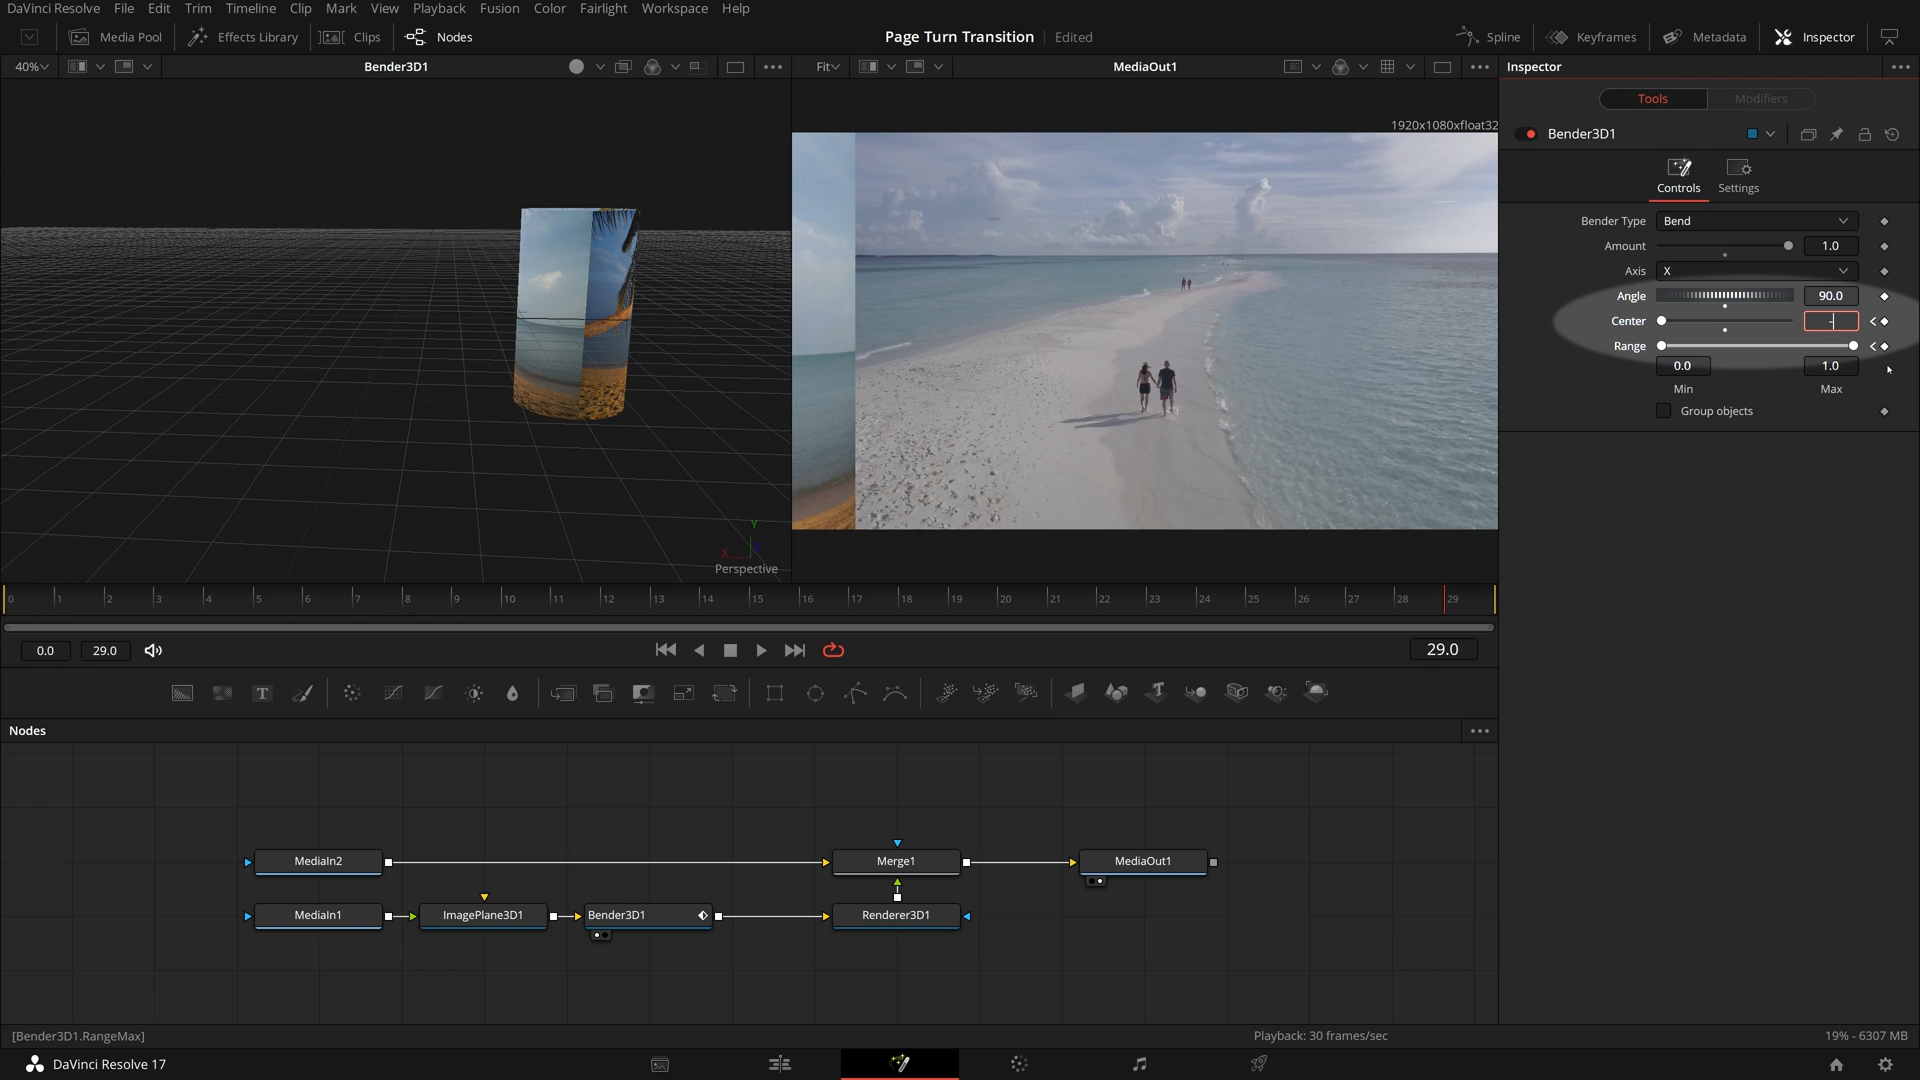 DaVinci Resolve File Edit Trim Timeline Clip Mark View Playback Fusion Color Fairlight Workspace Help
Media Pool Effects Library Clips Nodes Page Turn Transition Edited Spline Keyframes Metadata Inspector
40% Bender3D1 Fit MediaOut1 Inspector
Tools Modifiers
1920x1080xfloat32
Bender3D1
Controls Settings
Bender Type Bend
Amount 1.0
Axis X
Angle 90.0
Center -
Range
0.0 1.0
Min Max
Group objects
Y
X
Perspective
0 1 2 3 4 5 6 7 8 9 10 11 12 13 14 15 16 17 18 19 20 21 22 23 24 25 26 27 28 29
0.0 29.0 29.0
Nodes
MediaIn2 Merge1 MediaOut1
MediaIn1 ImagePlane3D1 Bender3D1 Renderer3D1
[Bender3D1.RangeMax] Playback: 30 frames/sec 19% - 6307 MB
DaVinci Resolve 17